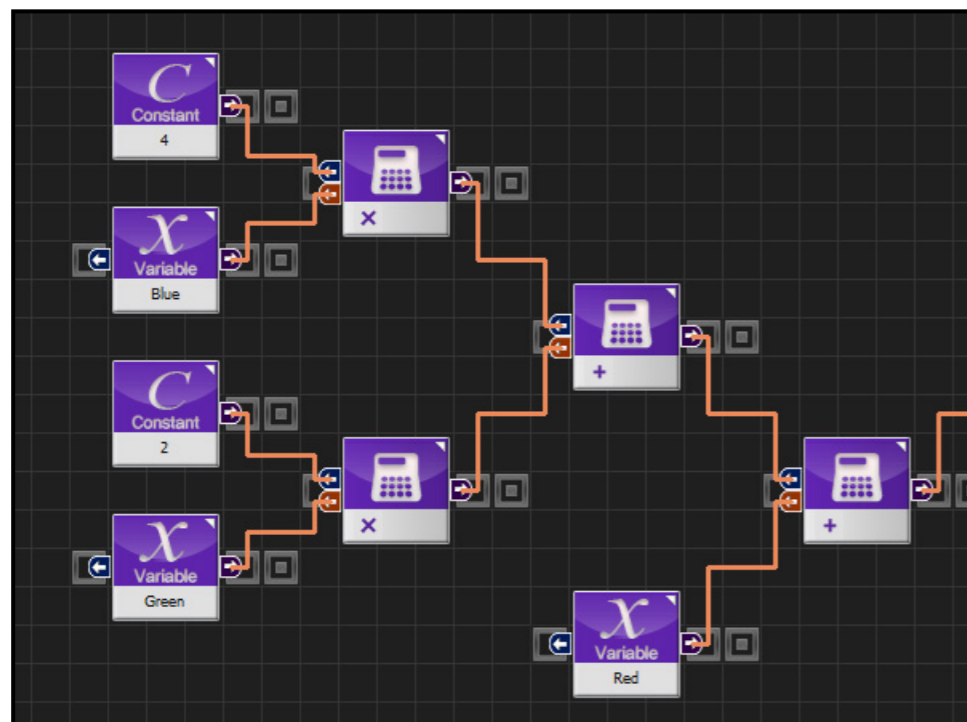 C
Constant
4
×
X
Variable
Blue
+
C
Constant
2
×
+
X
Variable
Green
X
Variable
Red